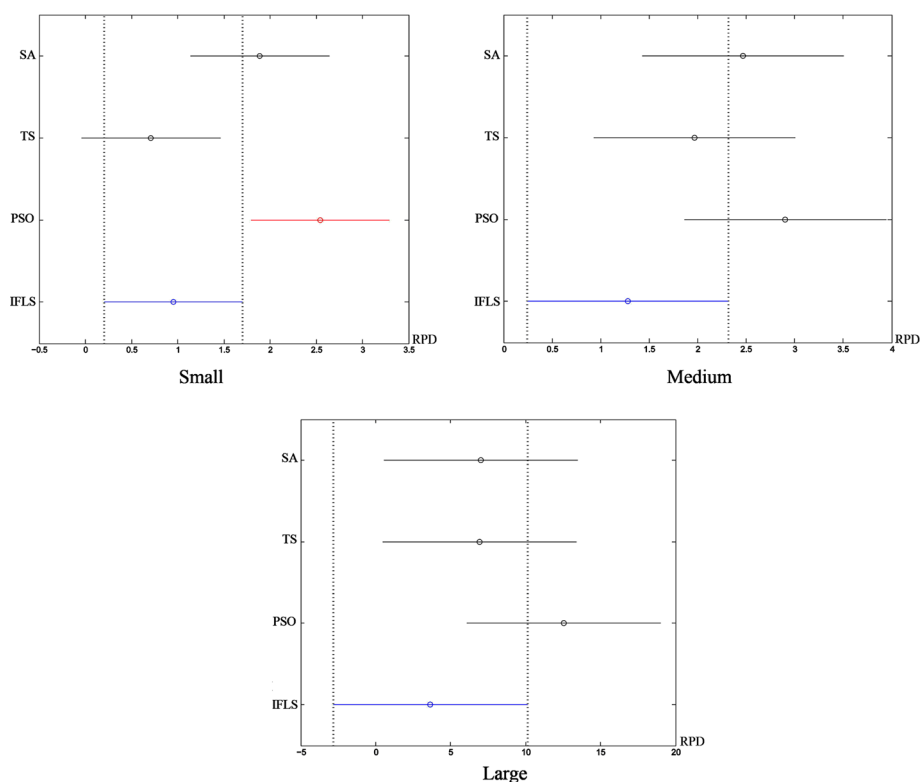 SA
TS
PSO
IFLS
-0.5 0 0.5 1 1.5 2 2.5 3 3.5
RPD
Small
SA
TS
PSO
IFLS
0 0.5 1 1.5 2 2.5 3 3.5 4
RPD
Medium
SA
TS
PSO
IFLS
-5 0 5 10 15 20
RPD
Large